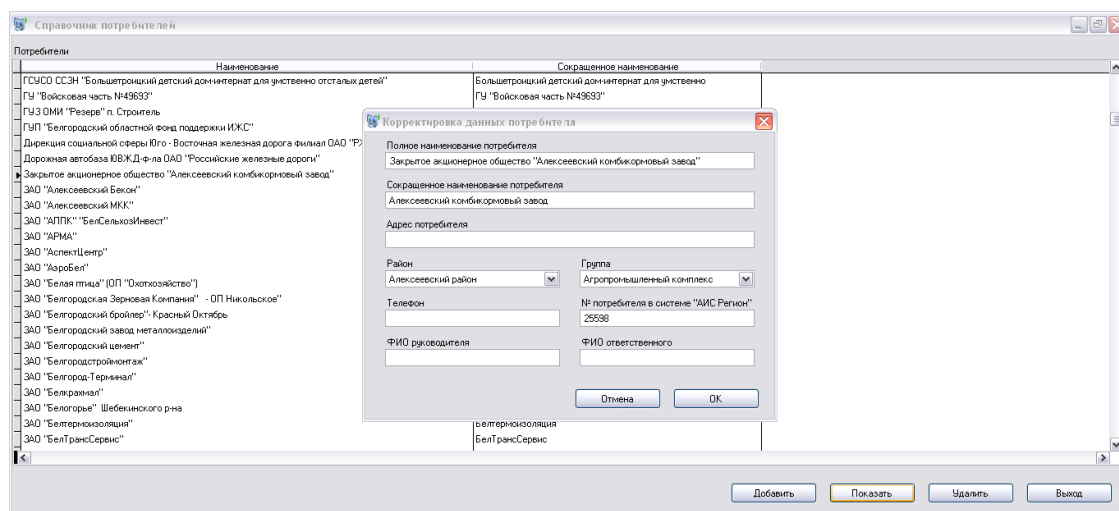 Справочник потребителей
Потребители
Наименование Сокращенное наименование
ГСУСО ССЗН "Большетроицкий детский дом-интернат для умственно отсталых детей" Большетроицкий детский дом-интернат для умственно
ГУ "Войсковая часть №49693" ГУ "Войсковая часть №49693"
ГУЗ ОМИ "Резерв" п. Строитель
ГУП "Белгородский областной Фонд поддержки ИЖС"
Дирекция социальной сферы Юго - Восточная железная дорога филиал ОАО "РЖ
Дорожная автобаза ЮВЖД-ф-ла ОАО "Российские железные дороги"
Закрытое акционерное общество "Алексеевский комбикормовый завод"
ЗАО "Алексеевский Бекон"
ЗАО "Алексеевский МКК"
ЗАО "АППК" "БелСельхозИнвест"
ЗАО "АРМА"
ЗАО "АспектЦентр"
ЗАО "АэроБел"
ЗАО "Белая птица" (ОП "Охотхозяйство")
ЗАО "Белгородская Зерновая Компания" - ОП Никольское"
ЗАО "Белгородский бройлер"- Красный Октябрь
ЗАО "Белгородский завод металлоизделий"
ЗАО "Белгородский цемент"
ЗАО "Белгородстроймонтаж"
ЗАО "Белгород-Терминал"
ЗАО "Белкрахмал"
ЗАО "Белогорье" Шебекинского р-на
ЗАО "Белтермоизоляция" Белтермоизоляция
ЗАО "БелТрансСервис" БелТрансСервис
Корректировка данных потребителя
Полное наименование потребителя
Закрытое акционерное общество "Алексеевский комбикормовый завод"
Сокращенное наименование потребителя
Алексеевский комбикормовый завод
Адрес потребителя
Район Группа
Алексеевский район Агропромышленный комплекс
Телефон № потребителя в системе "АИС Регион"
25598
ФИО руководителя ФИО ответственного
Отмена ОК
Добавить Показать Удалить Выход